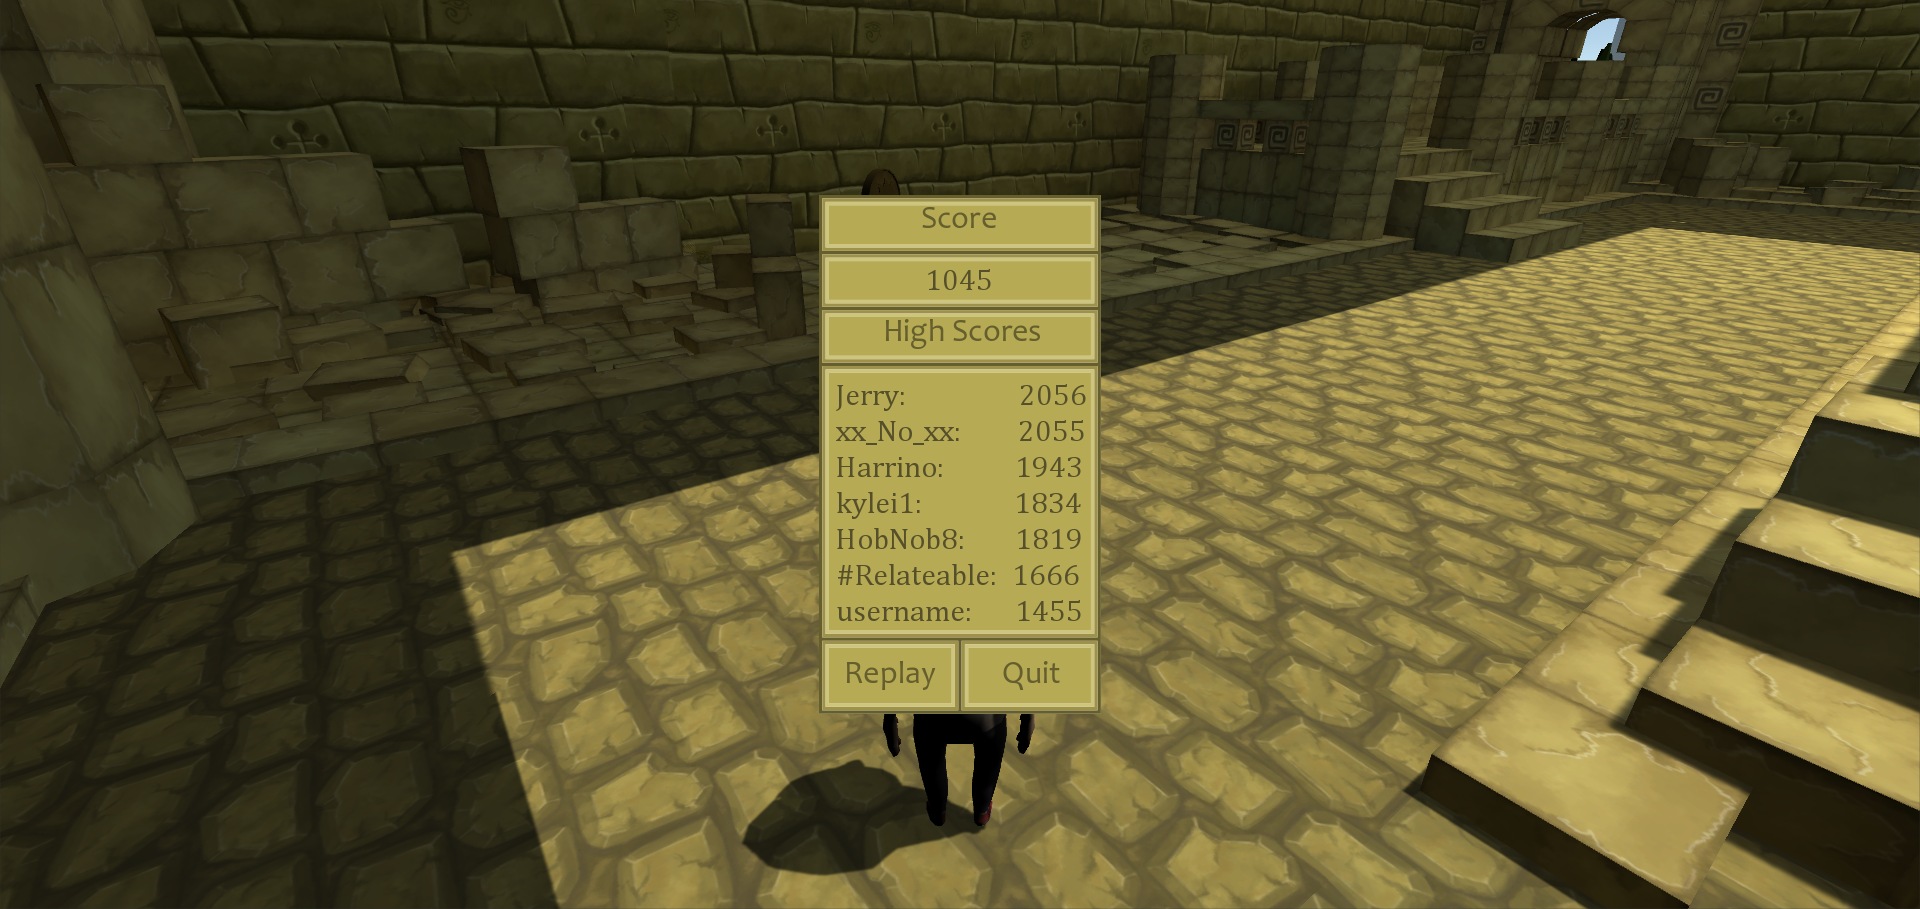 Score
1045
High Scores
Jerry: 2056
xx_No_xx: 2055
Harrino: 1943
kylei1: 1834
HobNob8: 1819
#Relateable: 1666
username: 1455
Replay Quit